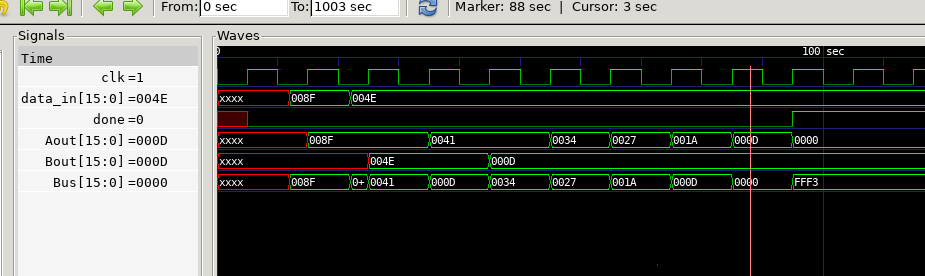 From: 0 sec To: 1003 sec Marker: 88 sec | Cursor: 3 sec
Signals Waves
Time 0 100 sec
clk =1
data_in[15:0] =004E xxxx 008F 004E
done =0
Aout[15:0] =000D xxxx 008F 0041 0034 0027 001A 000D 0000
Bout[15:0] =000D xxxx 004E 000D
Bus[15:0] =0000 xxxx 008F 0+ 0041 000D 0034 0027 001A 000D 0000 FFF3